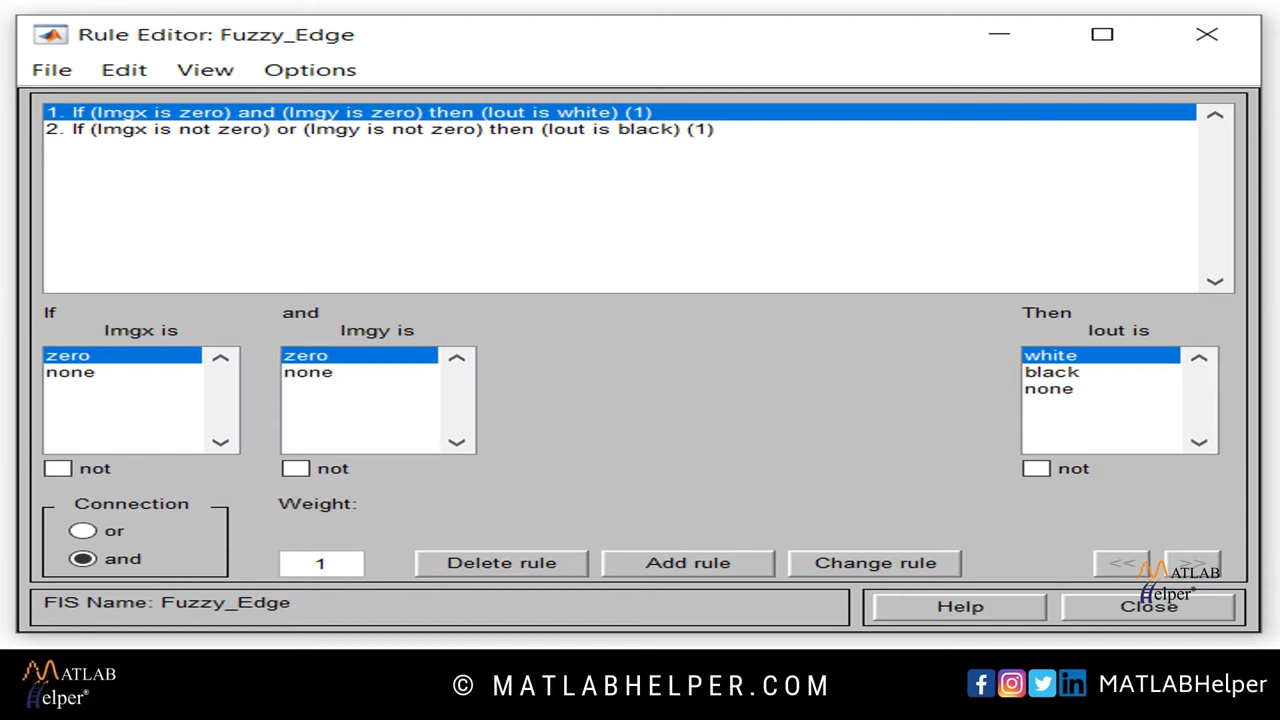 Rule Editor: Fuzzy_Edge
File Edit View Options
1. If (Imgx is zero) and (Imgy is zero) then (Iout is white) (1)
2. If (Imgx is not zero) or (Imgy is not zero) then (Iout is black) (1)
If and Then
Imgx is Imgy is Iout is
zero zero white
none none black
none
not not not
Connection Weight:
or
and 1 Delete rule Add rule Change rule << >>
MATLAB
Helper®
FIS Name: Fuzzy_Edge Help Close
MATLAB
Helper®
© MATLABHELPER.COM
MATLABHelper